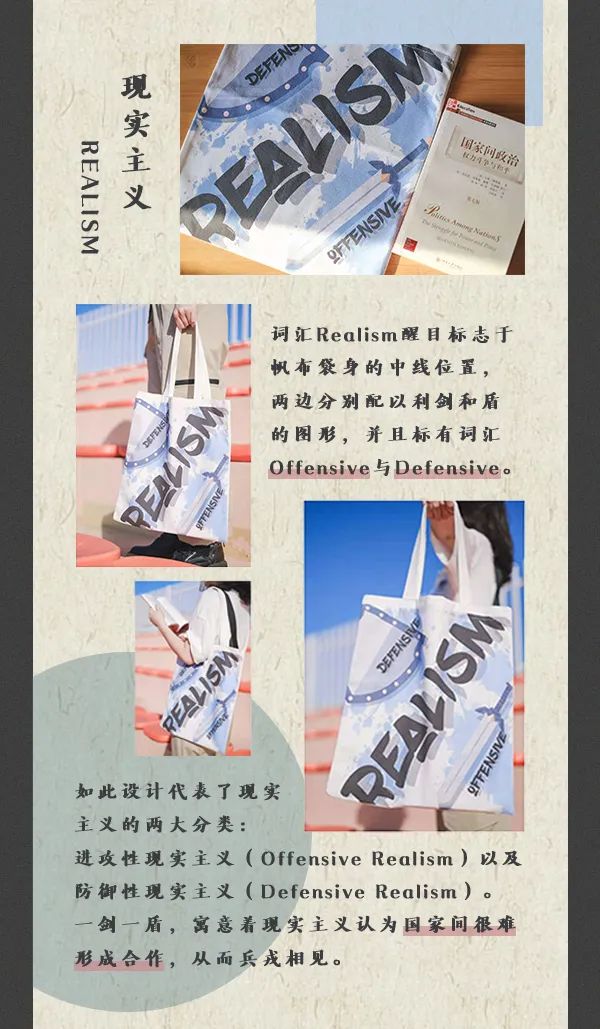 现实主义
REALISM
DEFENSIVE
REALISM
OFFENSIVE
国家间政治
权力斗争与和平
Politics Among Nations
The Struggle for Power and Peace
词汇Realism醒目标志于
帆布袋身的中线位置，
两边分别配以利剑和盾
的图形，并且标有词汇
Offensive与Defensive。
DEFENSIVE
REALISM
OFFENSIVE
DEFENSIVE
REALISM
OFFENSIVE
REALISM
如此设计代表了现实
主义的两大分类：
进攻性现实主义（Offensive Realism）以及
防御性现实主义（Defensive Realism）。
一剑一盾，寓意着现实主义认为国家间很难
形成合作，从而兵戎相见。